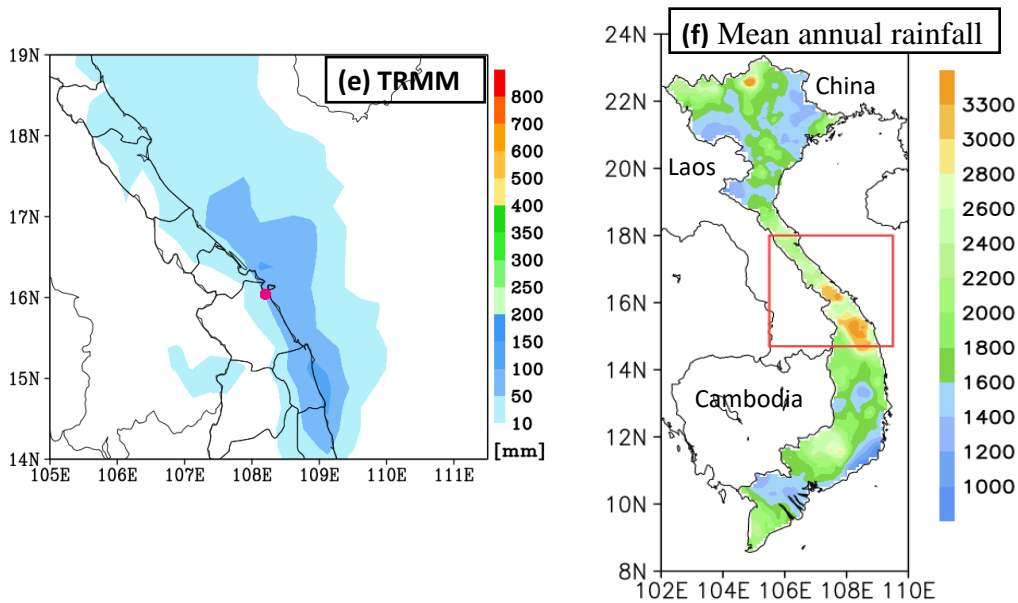 (e) TRMM
19N
18N
17N
16N
15N
14N
105E 106E 107E 108E 109E 110E 111E
800
700
600
500
400
350
300
250
200
150
100
50
10
[mm]
(f) Mean annual rainfall
24N
22N
20N
18N
16N
14N
12N
10N
8N
102E 104E 106E 108E 110E
China
Laos
Cambodia
3300
3000
2800
2600
2400
2200
2000
1800
1600
1400
1200
1000